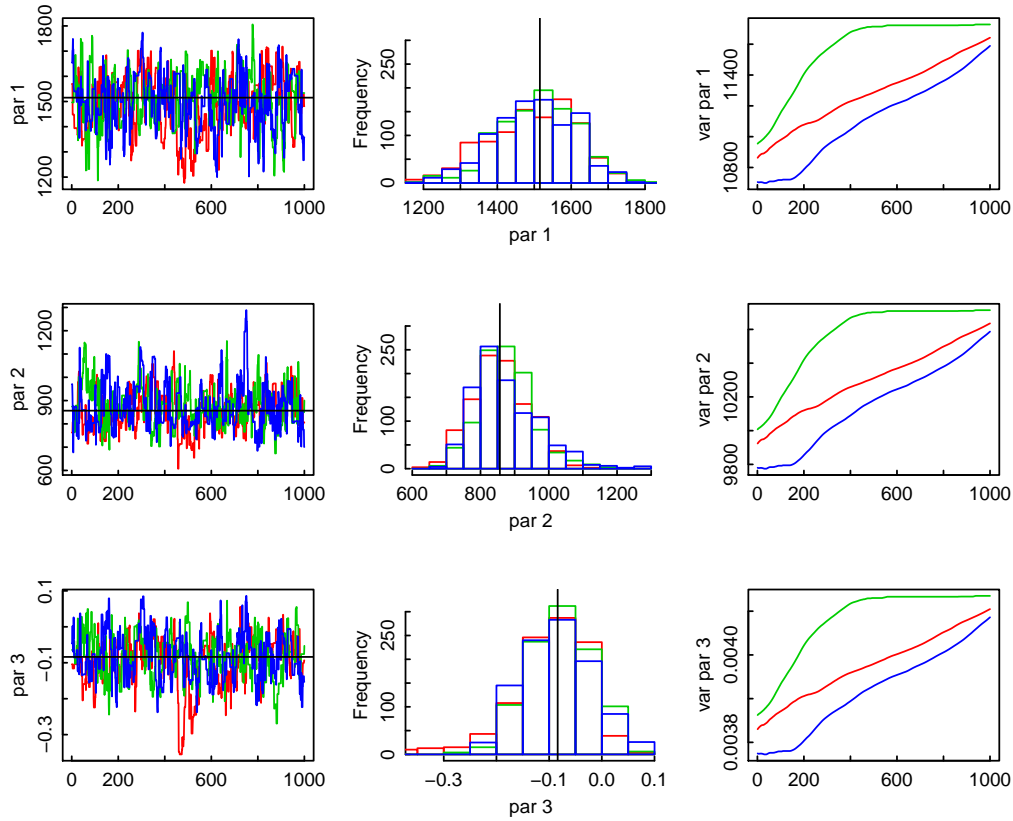 par 1
1200 1500 1800
0 200 600 1000
Frequency
0 100 250
1200 1400 1600 1800
par 1
var par 1
10800 11400
0 200 600 1000
par 2
600 900 1200
0 200 600 1000
Frequency
0 100 250
600 800 1000 1200
par 2
var par 2
9800 10200
0 200 600 1000
par 3
−0.3 −0.1 0.1
0 200 600 1000
Frequency
0 100 250
−0.3 −0.1 0.0 0.1
par 3
var par 3
0.0038 0.0040
0 200 600 1000